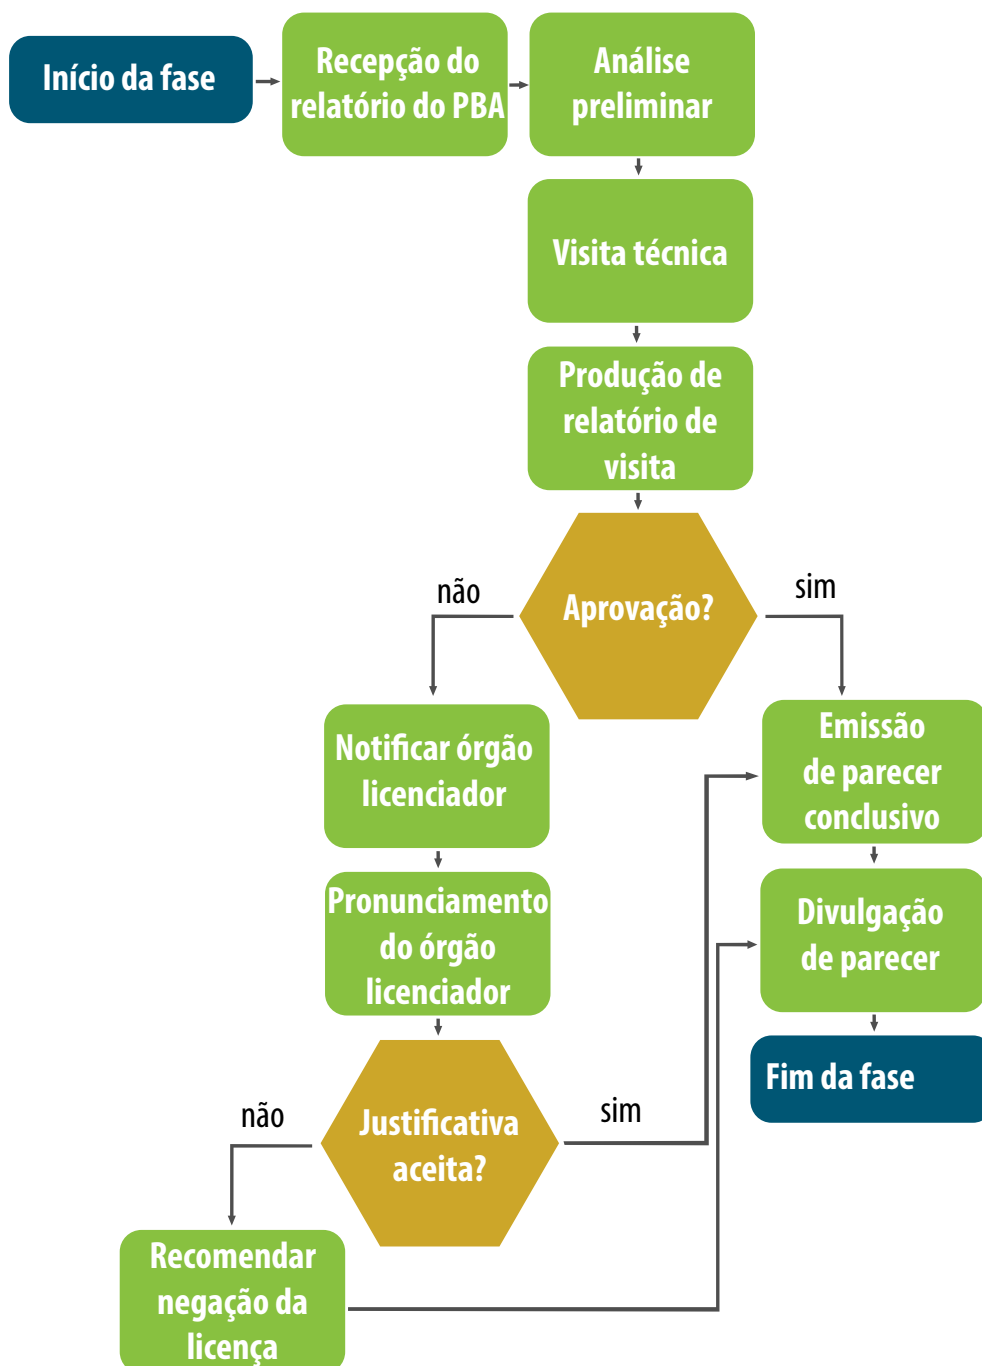 Início da fase
Recepção do
relatório do PBA
Análise
preliminar
Visita técnica
Produção de
relatório de
visita
Aprovação?
não
sim
Notificar órgão
licenciador
Emissão
de parecer
conclusivo
Pronunciamento
do órgão
licenciador
Divulgação
de parecer
Fim da fase
Justificativa
aceita?
não
sim
Recomendar
negação da
licença